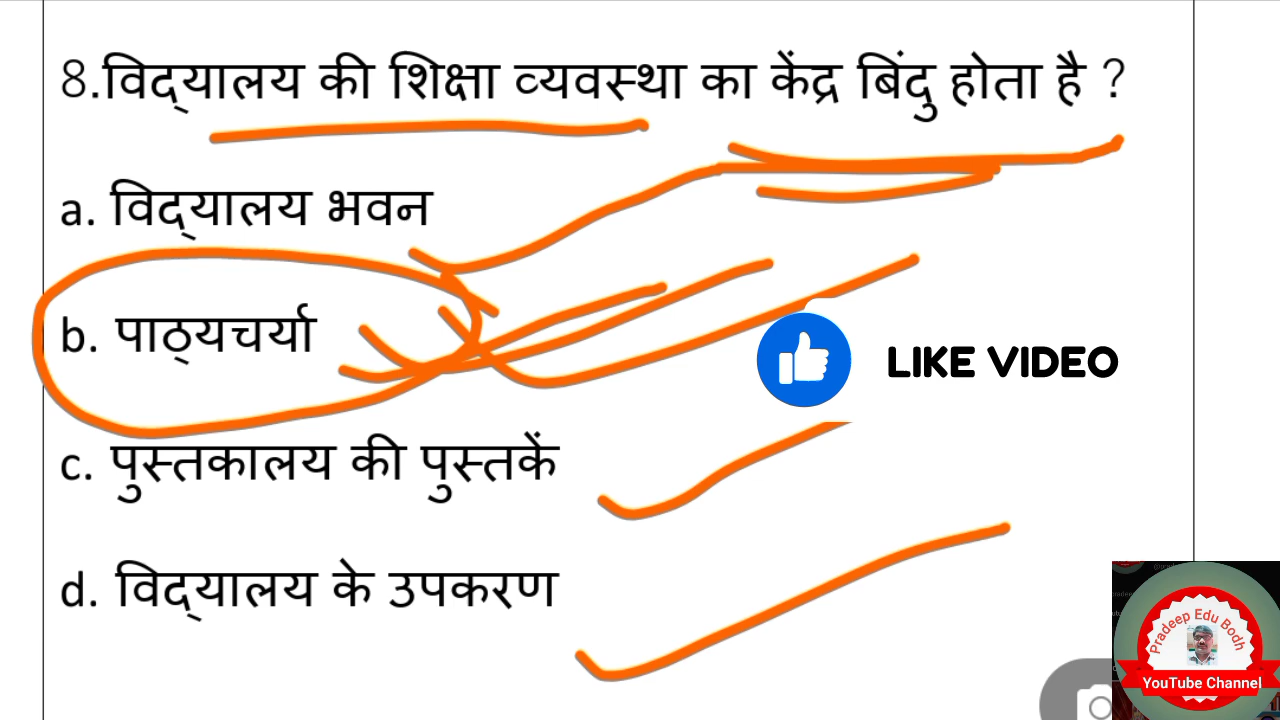 8.विद्यालय की शिक्षा व्यवस्था का केंद्र बिंदु होता है ?
a. विद्यालय भवन
b. पाठ्यचर्या
LIKE VIDEO
c. पुस्तकालय की पुस्तकें
d. विद्यालय के उपकरण
Pradeep Edu Bodh
YouTube Channel